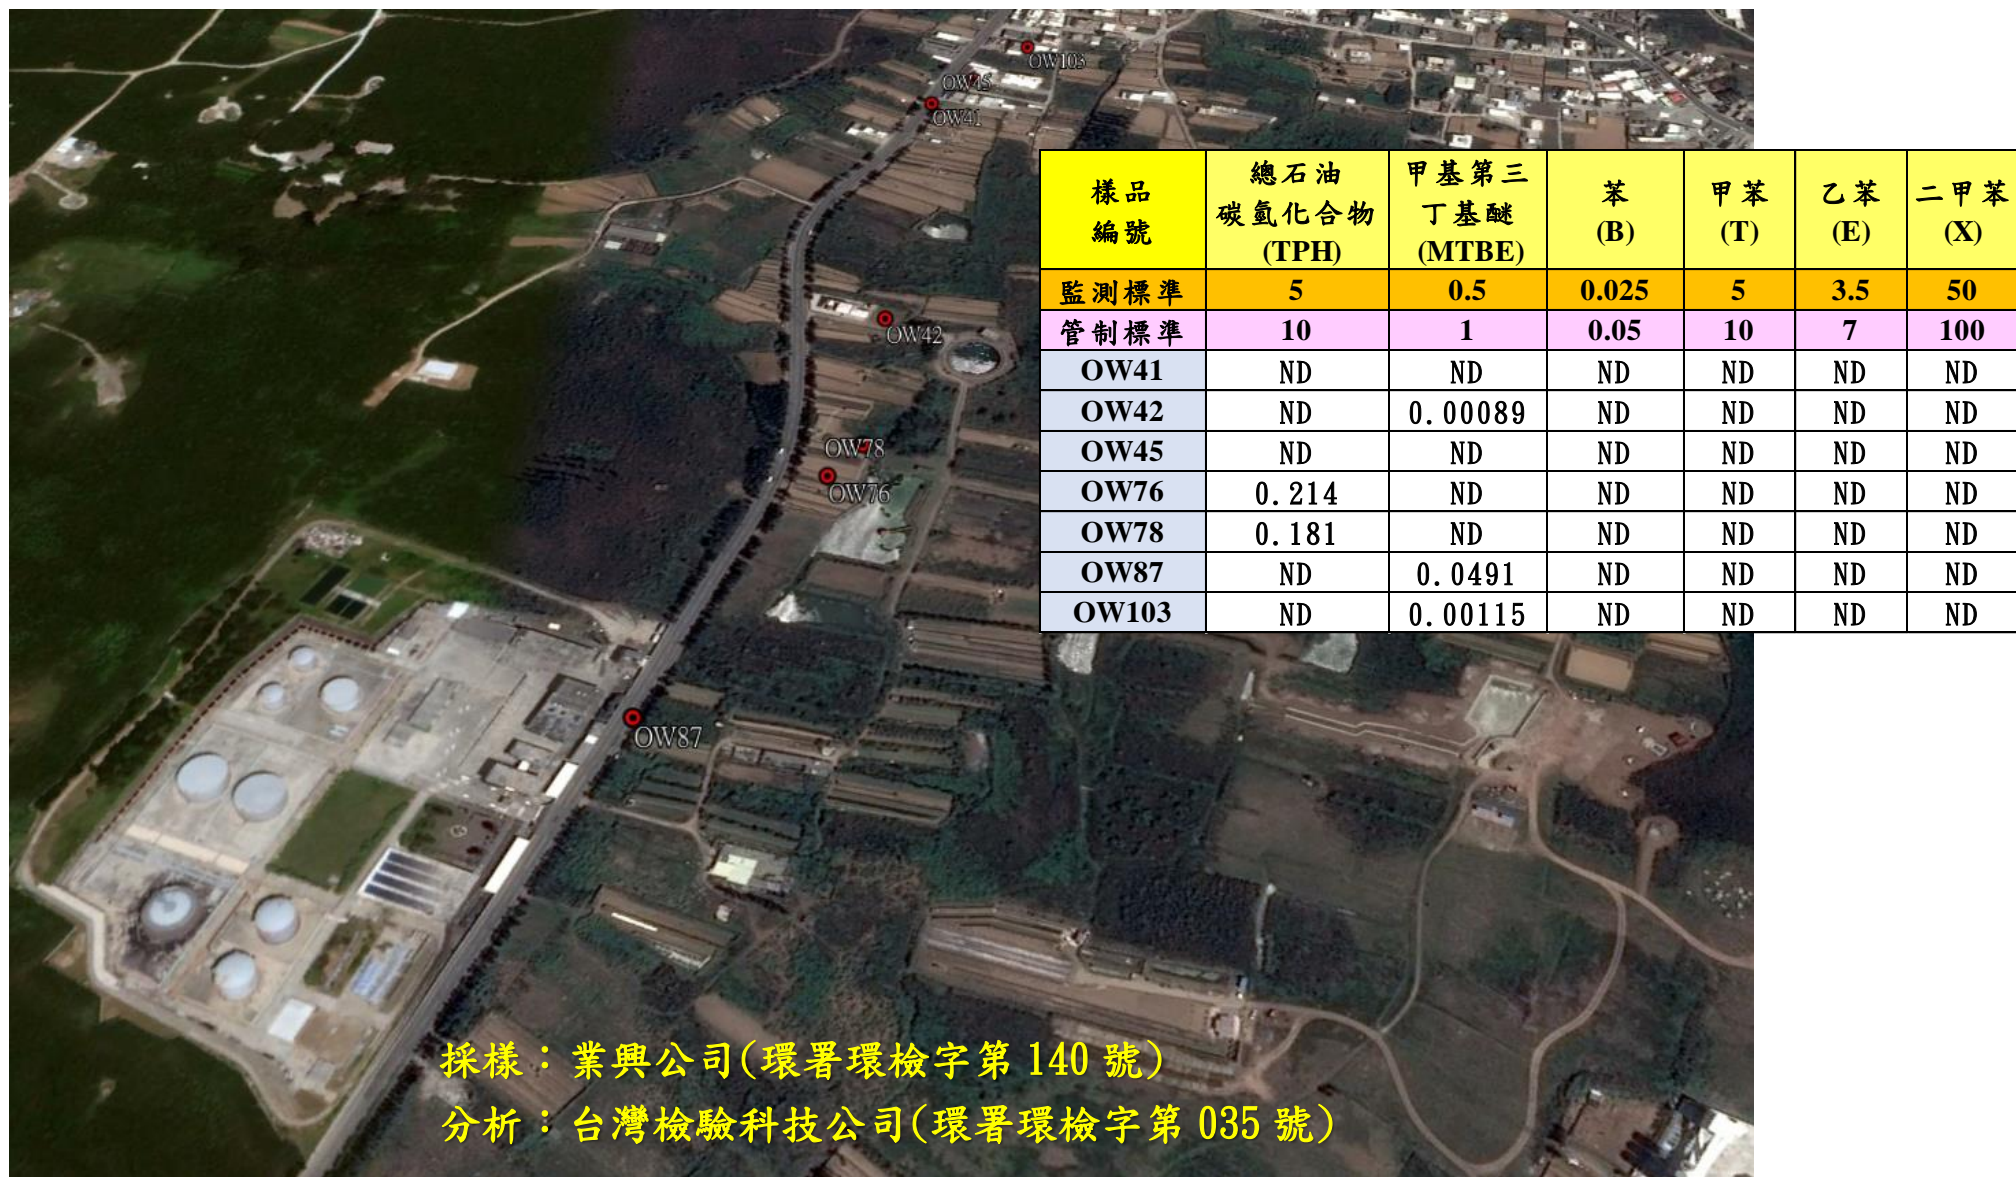 OW103
OW45
OW41
OW42
OW78
OW76
OW87
樣品編號 總石油碳氫化合物(TPH) 甲基第三丁基醚(MTBE) 苯(B) 甲苯(T) 乙苯(E) 二甲苯(X)
監測標準 5 0.5 0.025 5 3.5 50
管制標準 10 1 0.05 10 7 100
OW41 ND ND ND ND ND ND
OW42 ND 0.00089 ND ND ND ND
OW45 ND ND ND ND ND ND
OW76 0.214 ND ND ND ND ND
OW78 0.181 ND ND ND ND ND
OW87 ND 0.0491 ND ND ND ND
OW103 ND 0.00115 ND ND ND ND
採樣：業興公司(環署環檢字第 140 號)
分析：台灣檢驗科技公司(環署環檢字第 035 號)